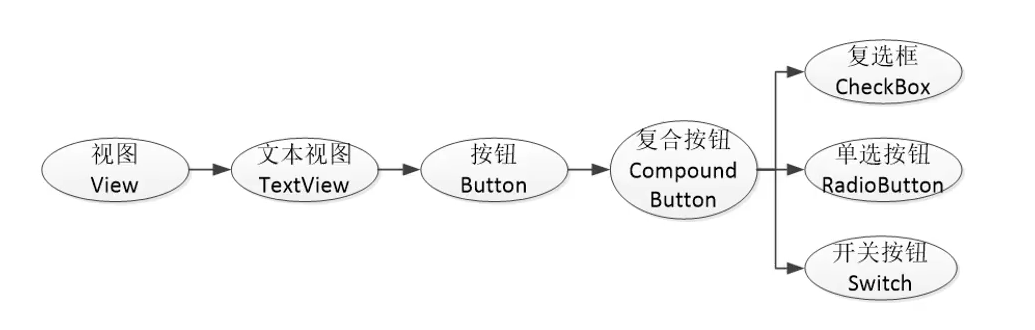 视图
View
文本视图
TextView
按钮
Button
复合按钮
Compound
Button
复选框
CheckBox
单选按钮
RadioButton
开关按钮
Switch